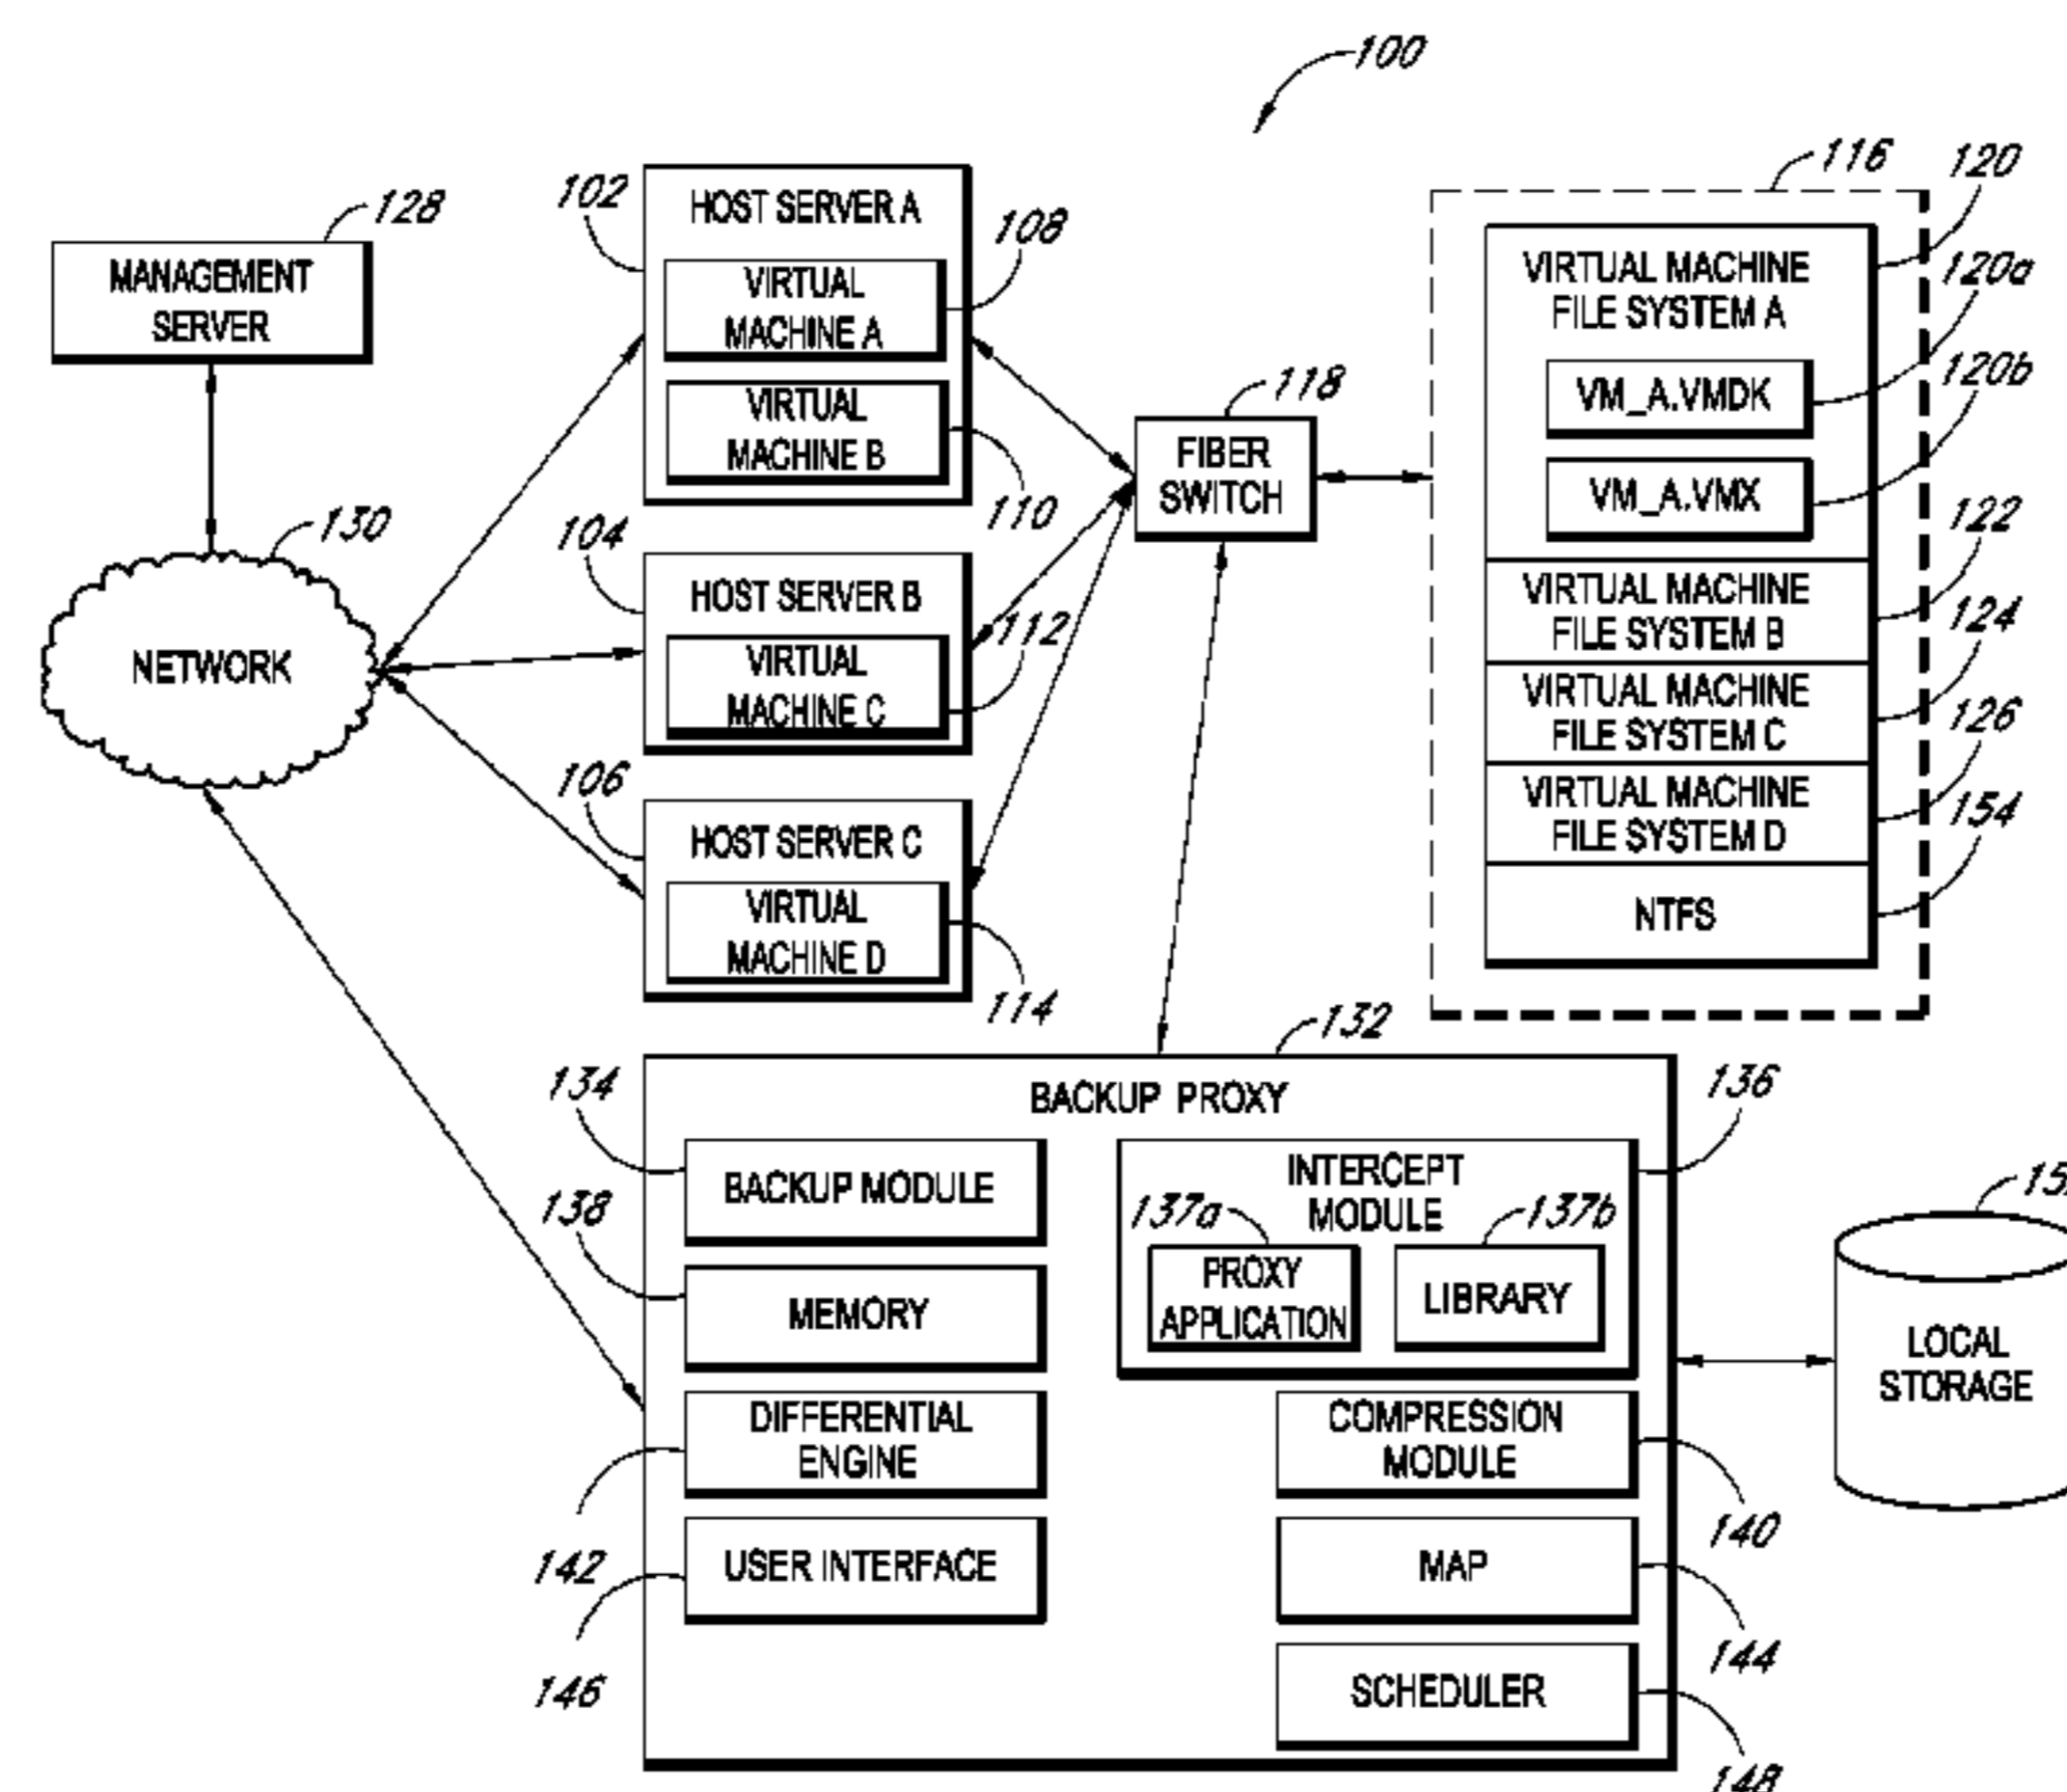 100
116
120
102
HOST SERVER A
108
128
MANAGEMENT
SERVER
VIRTUAL
MACHINE A
VIRTUAL MACHINE
FILE SYSTEM A
120a
118
VIRTUAL
MACHINE B
VM_A.VMDK
120b
FIBER
SWITCH
VM_A.VMX
110
130
104
122
HOST SERVER B
VIRTUAL MACHINE
FILE SYSTEM B
112
124
NETWORK
VIRTUAL
MACHINE C
VIRTUAL MACHINE
FILE SYSTEM C
126
106
VIRTUAL MACHINE
FILE SYSTEM D
154
HOST SERVER C
VIRTUAL
MACHINE D
NTFS
114
132
134
BACKUP PROXY
136
BACKUP MODULE
INTERCEPT
MODULE
138
137a
137b
MEMORY
PROXY
APPLICATION
LIBRARY
LOCAL
STORAGE
DIFFERENTIAL
ENGINE
COMPRESSION
MODULE
142
140
USER INTERFACE
MAP
146
144
SCHEDULER
148